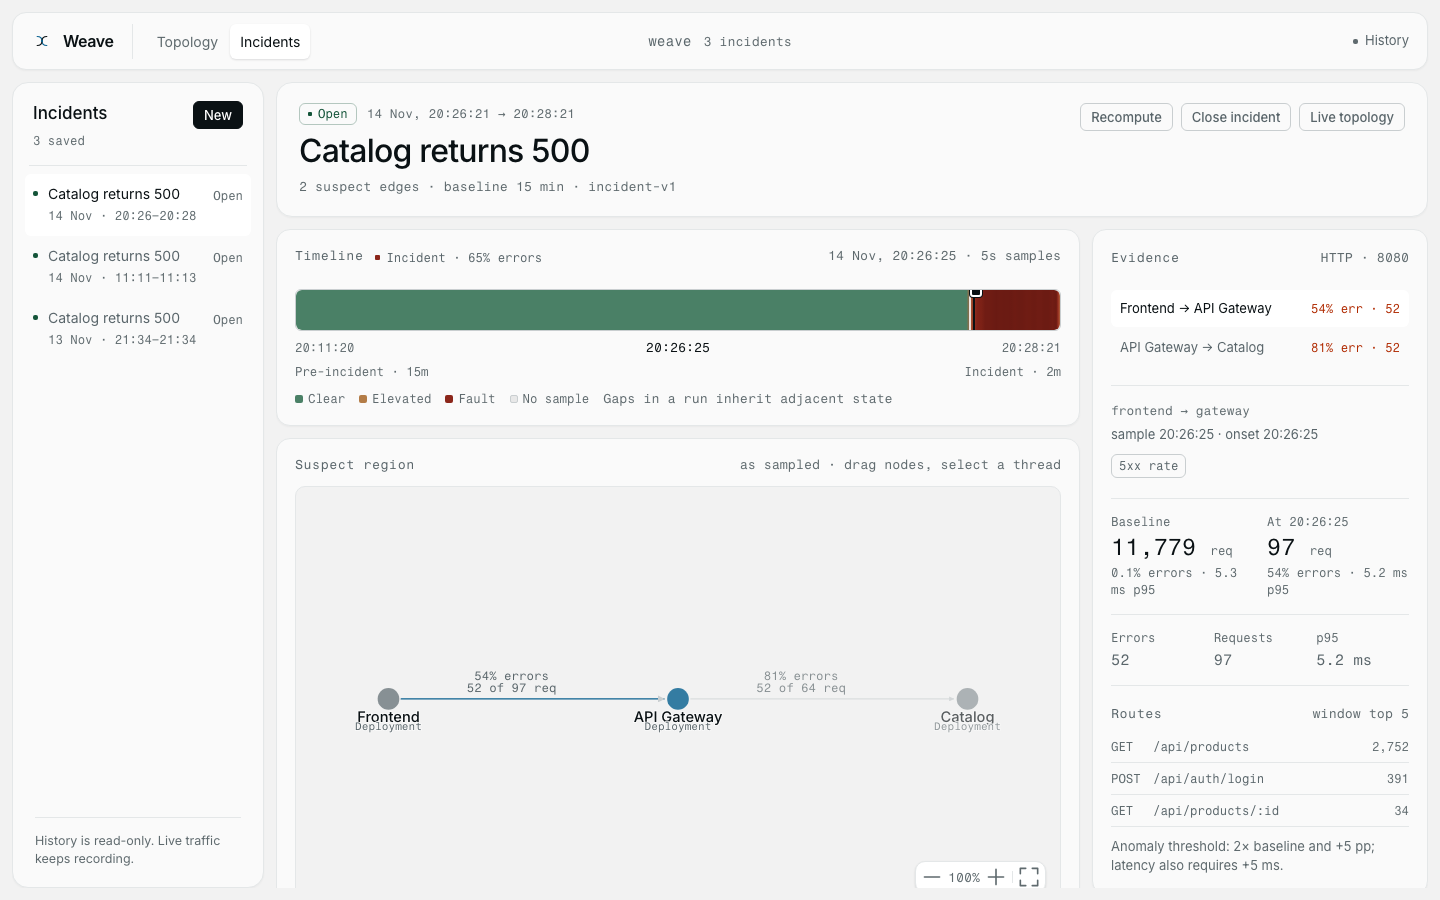 Weave
Topology
Incidents
weave 3 incidents
History
Incidents
New
3 saved
Catalog returns 500 Open
14 Nov · 20:26–20:28
Catalog returns 500 Open
14 Nov · 11:11–11:13
Catalog returns 500 Open
13 Nov · 21:34–21:34
History is read-only. Live traffic
keeps recording.
Open 14 Nov, 20:26:21 → 20:28:21
Catalog returns 500
2 suspect edges · baseline 15 min · incident-v1
Recompute
Close incident
Live topology
Timeline Incident · 65% errors 14 Nov, 20:26:25 · 5s samples
20:11:20 20:26:25 20:28:21
Pre-incident · 15m Incident · 2m
Clear Elevated Fault No sample Gaps in a run inherit adjacent state
Suspect region as sampled · drag nodes, select a thread
54% errors
52 of 97 req
81% errors
52 of 64 req
Frontend
Deployment
API Gateway
Deployment
Catalog
Deployment
100%
Evidence HTTP · 8080
Frontend → API Gateway 54% err · 52
API Gateway → Catalog 81% err · 52
frontend → gateway
sample 20:26:25 · onset 20:26:25
5xx rate
Baseline
11,779 req
0.1% errors · 5.3
ms p95
At 20:26:25
97 req
54% errors · 5.2 ms
p95
Errors Requests p95
52 97 5.2 ms
Routes window top 5
GET /api/products 2,752
POST /api/auth/login 391
GET /api/products/:id 34
Anomaly threshold: 2× baseline and +5 pp;
latency also requires +5 ms.